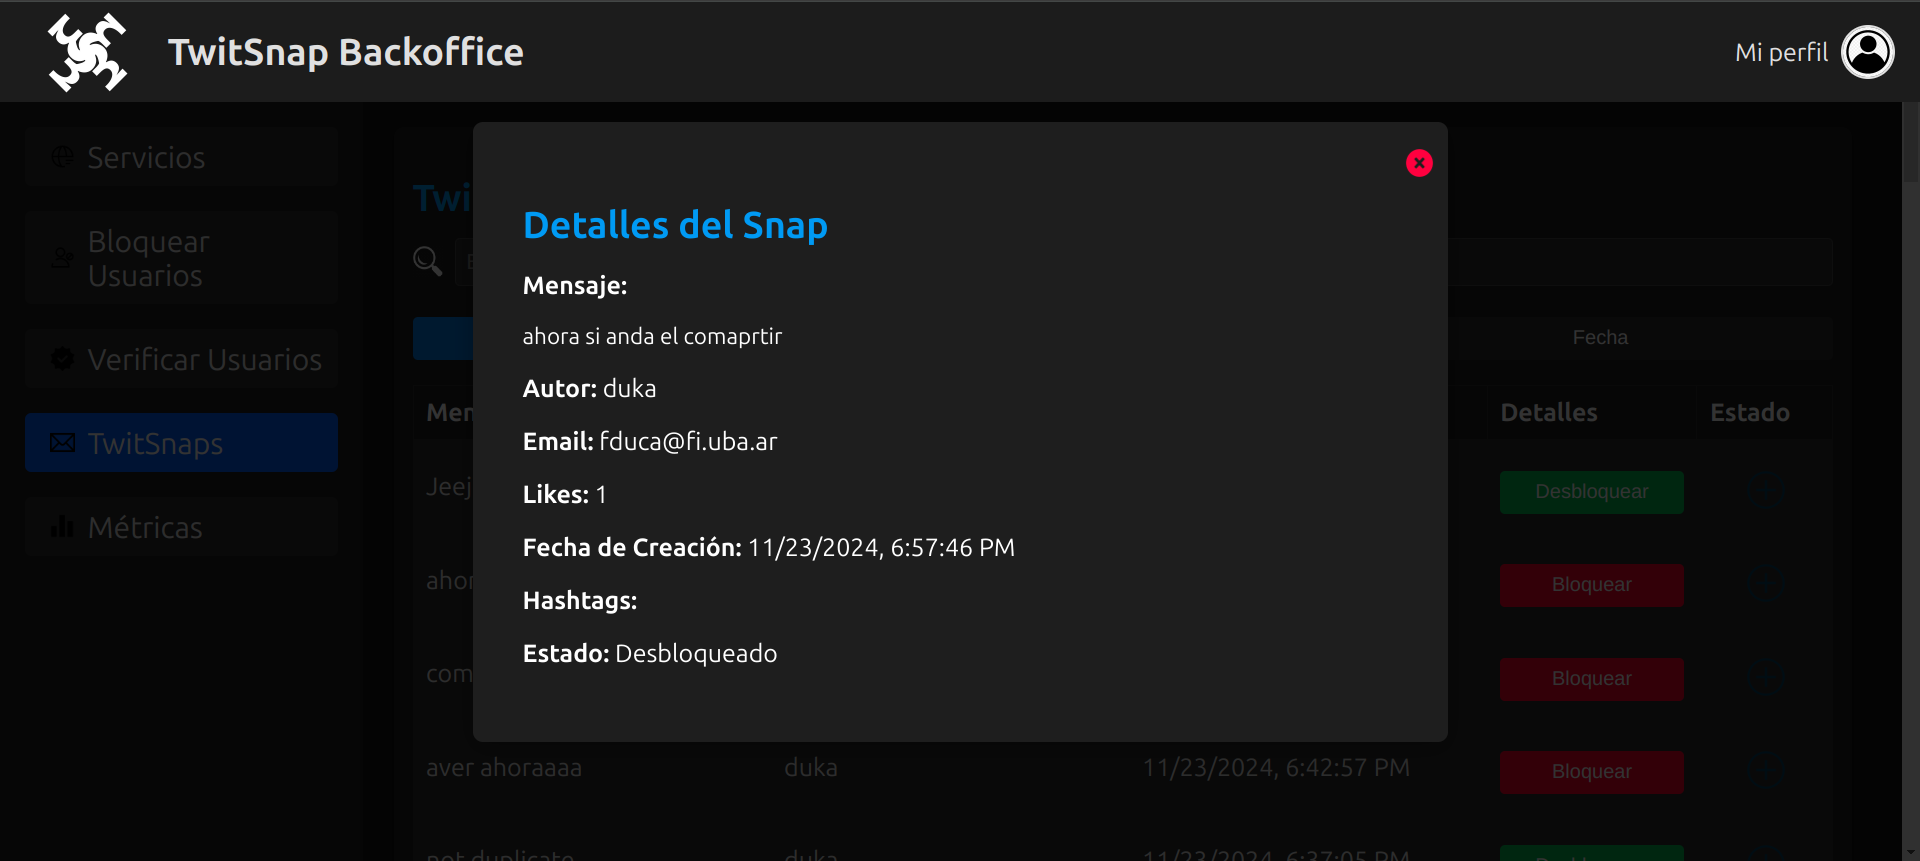 TwitSnap Backoffice
Mi perfil
Servicios
Bloquear
Usuarios
Verificar Usuarios
TwitSnaps
Métricas
Twi
Detalles del Snap
Mensaje:
ahora si anda el comaprtir
Autor: duka
Email: fduca@fi.uba.ar
Likes: 1
Fecha de Creación: 11/23/2024, 6:57:46 PM
Hashtags:
Estado: Desbloqueado
Fecha
Men
Detalles
Estado
Jeej
Desbloquear
ahor
Bloquear
com
Bloquear
aver ahoraaaa
duka
11/23/2024, 6:42:57 PM
Bloquear
not duplicate
duka
11/23/2024, 6:37:05 PM
Desbloquear